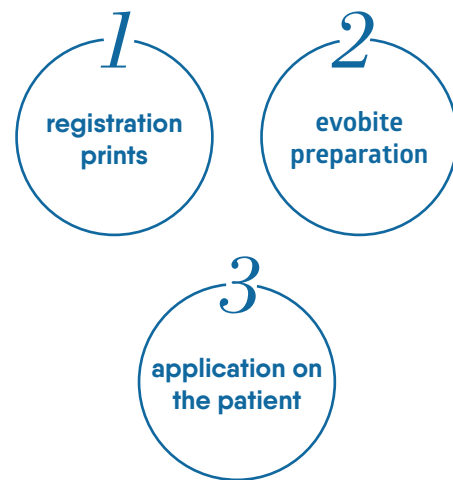 1
registration
prints
2
evobite
preparation
3
application on
the patient